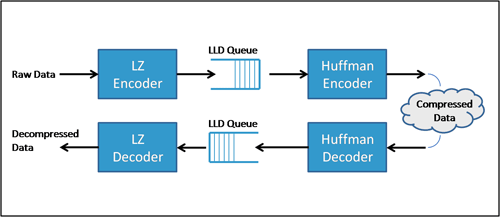 LLD Queue
Raw Data
LZ
Encoder
Huffman
Encoder
Compressed
Data
LLD Queue
Decompressed
Data
LZ
Decoder
Huffman
Decoder